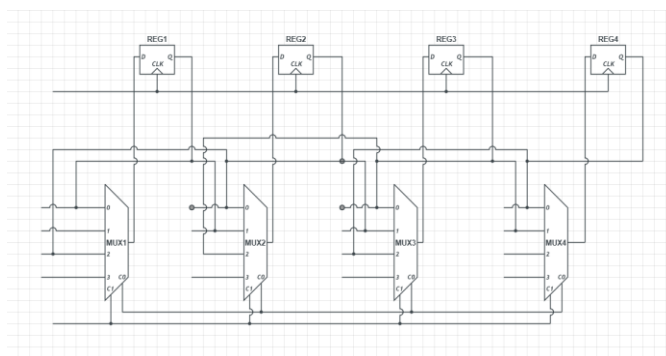 REG1 REG2 REG3 REG4
D Q D Q D Q D Q
CLK CLK CLK CLK
0 0 0 0
1 1 1 1
MUX1 MUX2 MUX3 MUX4
2 2 2 2
3 C0 3 C0 3 C0 3 C0
C1 C1 C1 C1